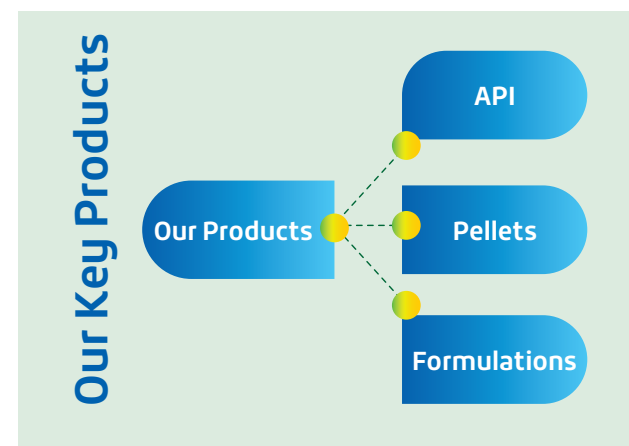 Our Key Products
Our Products
API
Pellets
Formulations